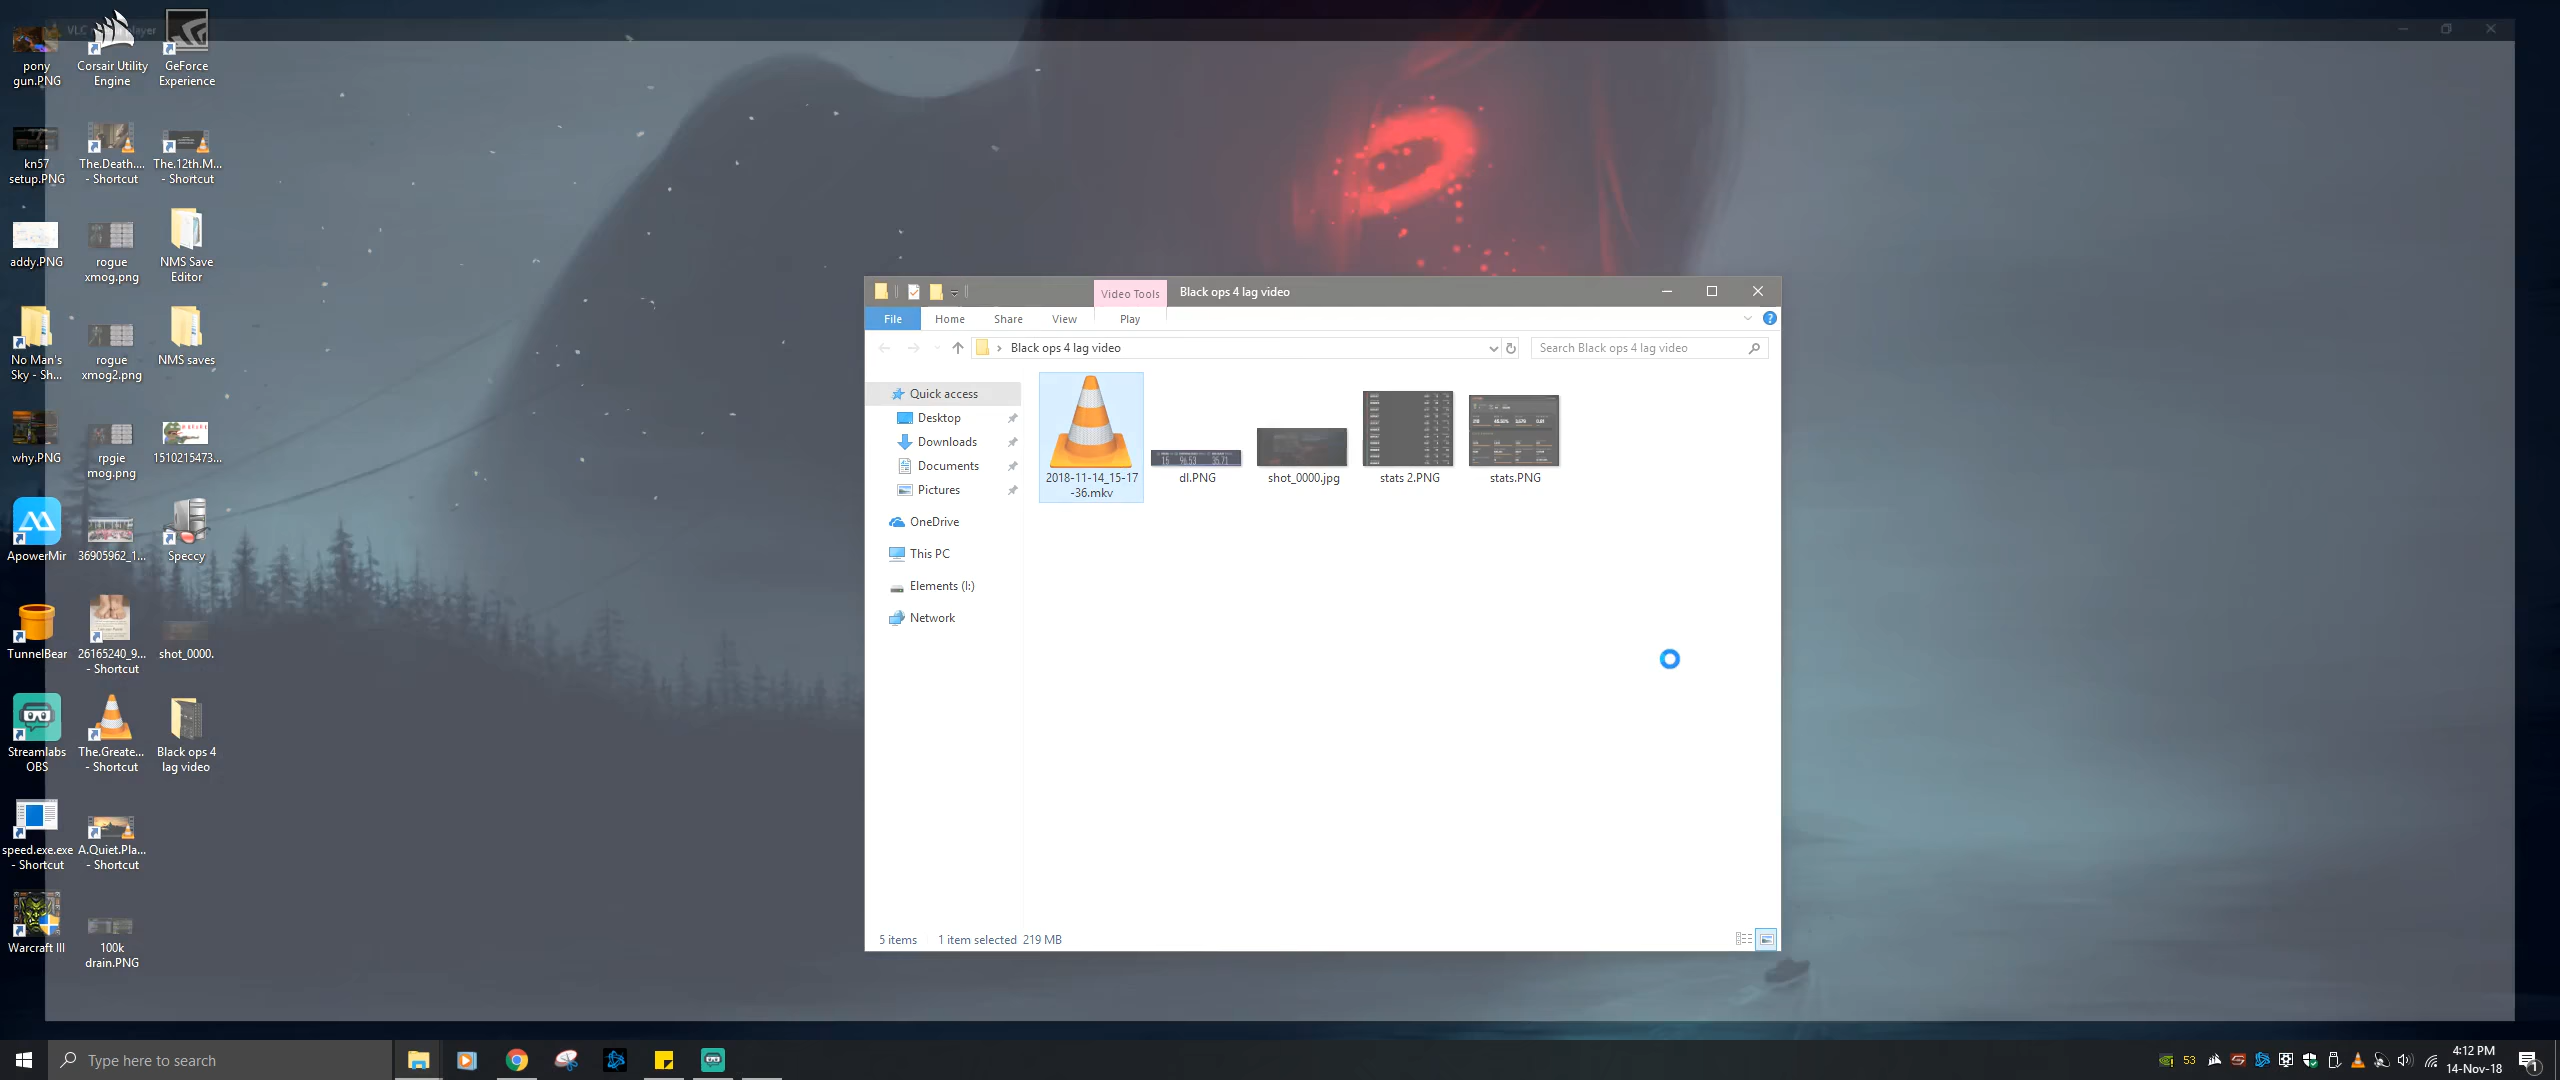 VLC media player
pony
gun.PNG
Corsair Utility
Engine
GeForce
Experience
kn57
setup.PNG
The.Death....
- Shortcut
The.12th.M...
- Shortcut
addy.PNG
rogue
xmog.png
NMS Save
Editor
No Man's
Sky - Sh...
rogue
xmog2.png
NMS saves
why.PNG
rpgie
mog.png
1510215473...
ApowerMir
36905962_1...
Speccy
TunnelBear
26165240_9...
- Shortcut
shot_0000.
Streamlabs
OBS
The.Greate...
- Shortcut
Black ops 4
lag video
speed.exe.exe
- Shortcut
A.Quiet.Pla...
- Shortcut
Warcraft III
100k
drain.PNG
Video Tools
Black ops 4 lag video
File
Home
Share
View
Play
Black ops 4 lag video
Search Black ops 4 lag video
Quick access
Desktop
Downloads
Documents
Pictures
OneDrive
This PC
Elements (I:)
Network
2018-11-14_15-17
-36.mkv
dl.PNG
shot_0000.jpg
stats 2.PNG
stats.PNG
5 items
1 item selected 219 MB
Type here to search
53
4:12 PM
14-Nov-18
1